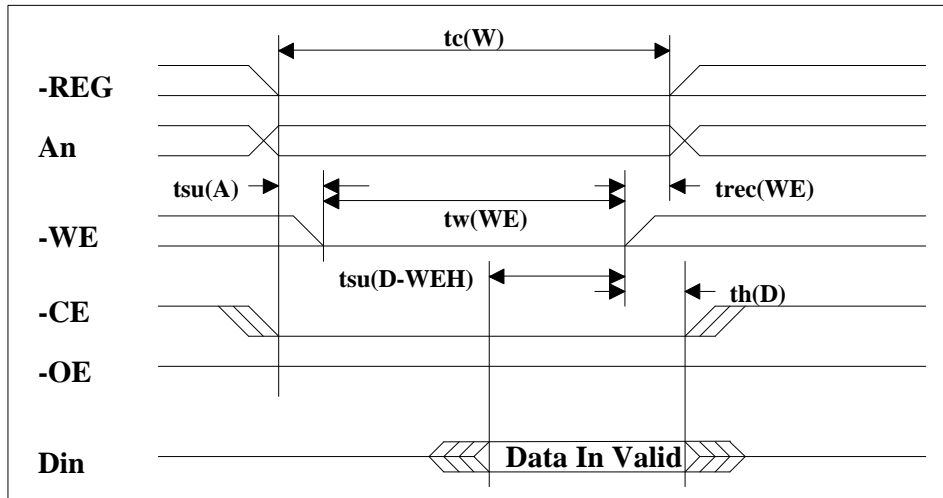 tc(W)
-REG
An
tsu(A)
trec(WE)
tw(WE)
-WE
tsu(D-WEH)
th(D)
-CE
-OE
Din
Data In Valid